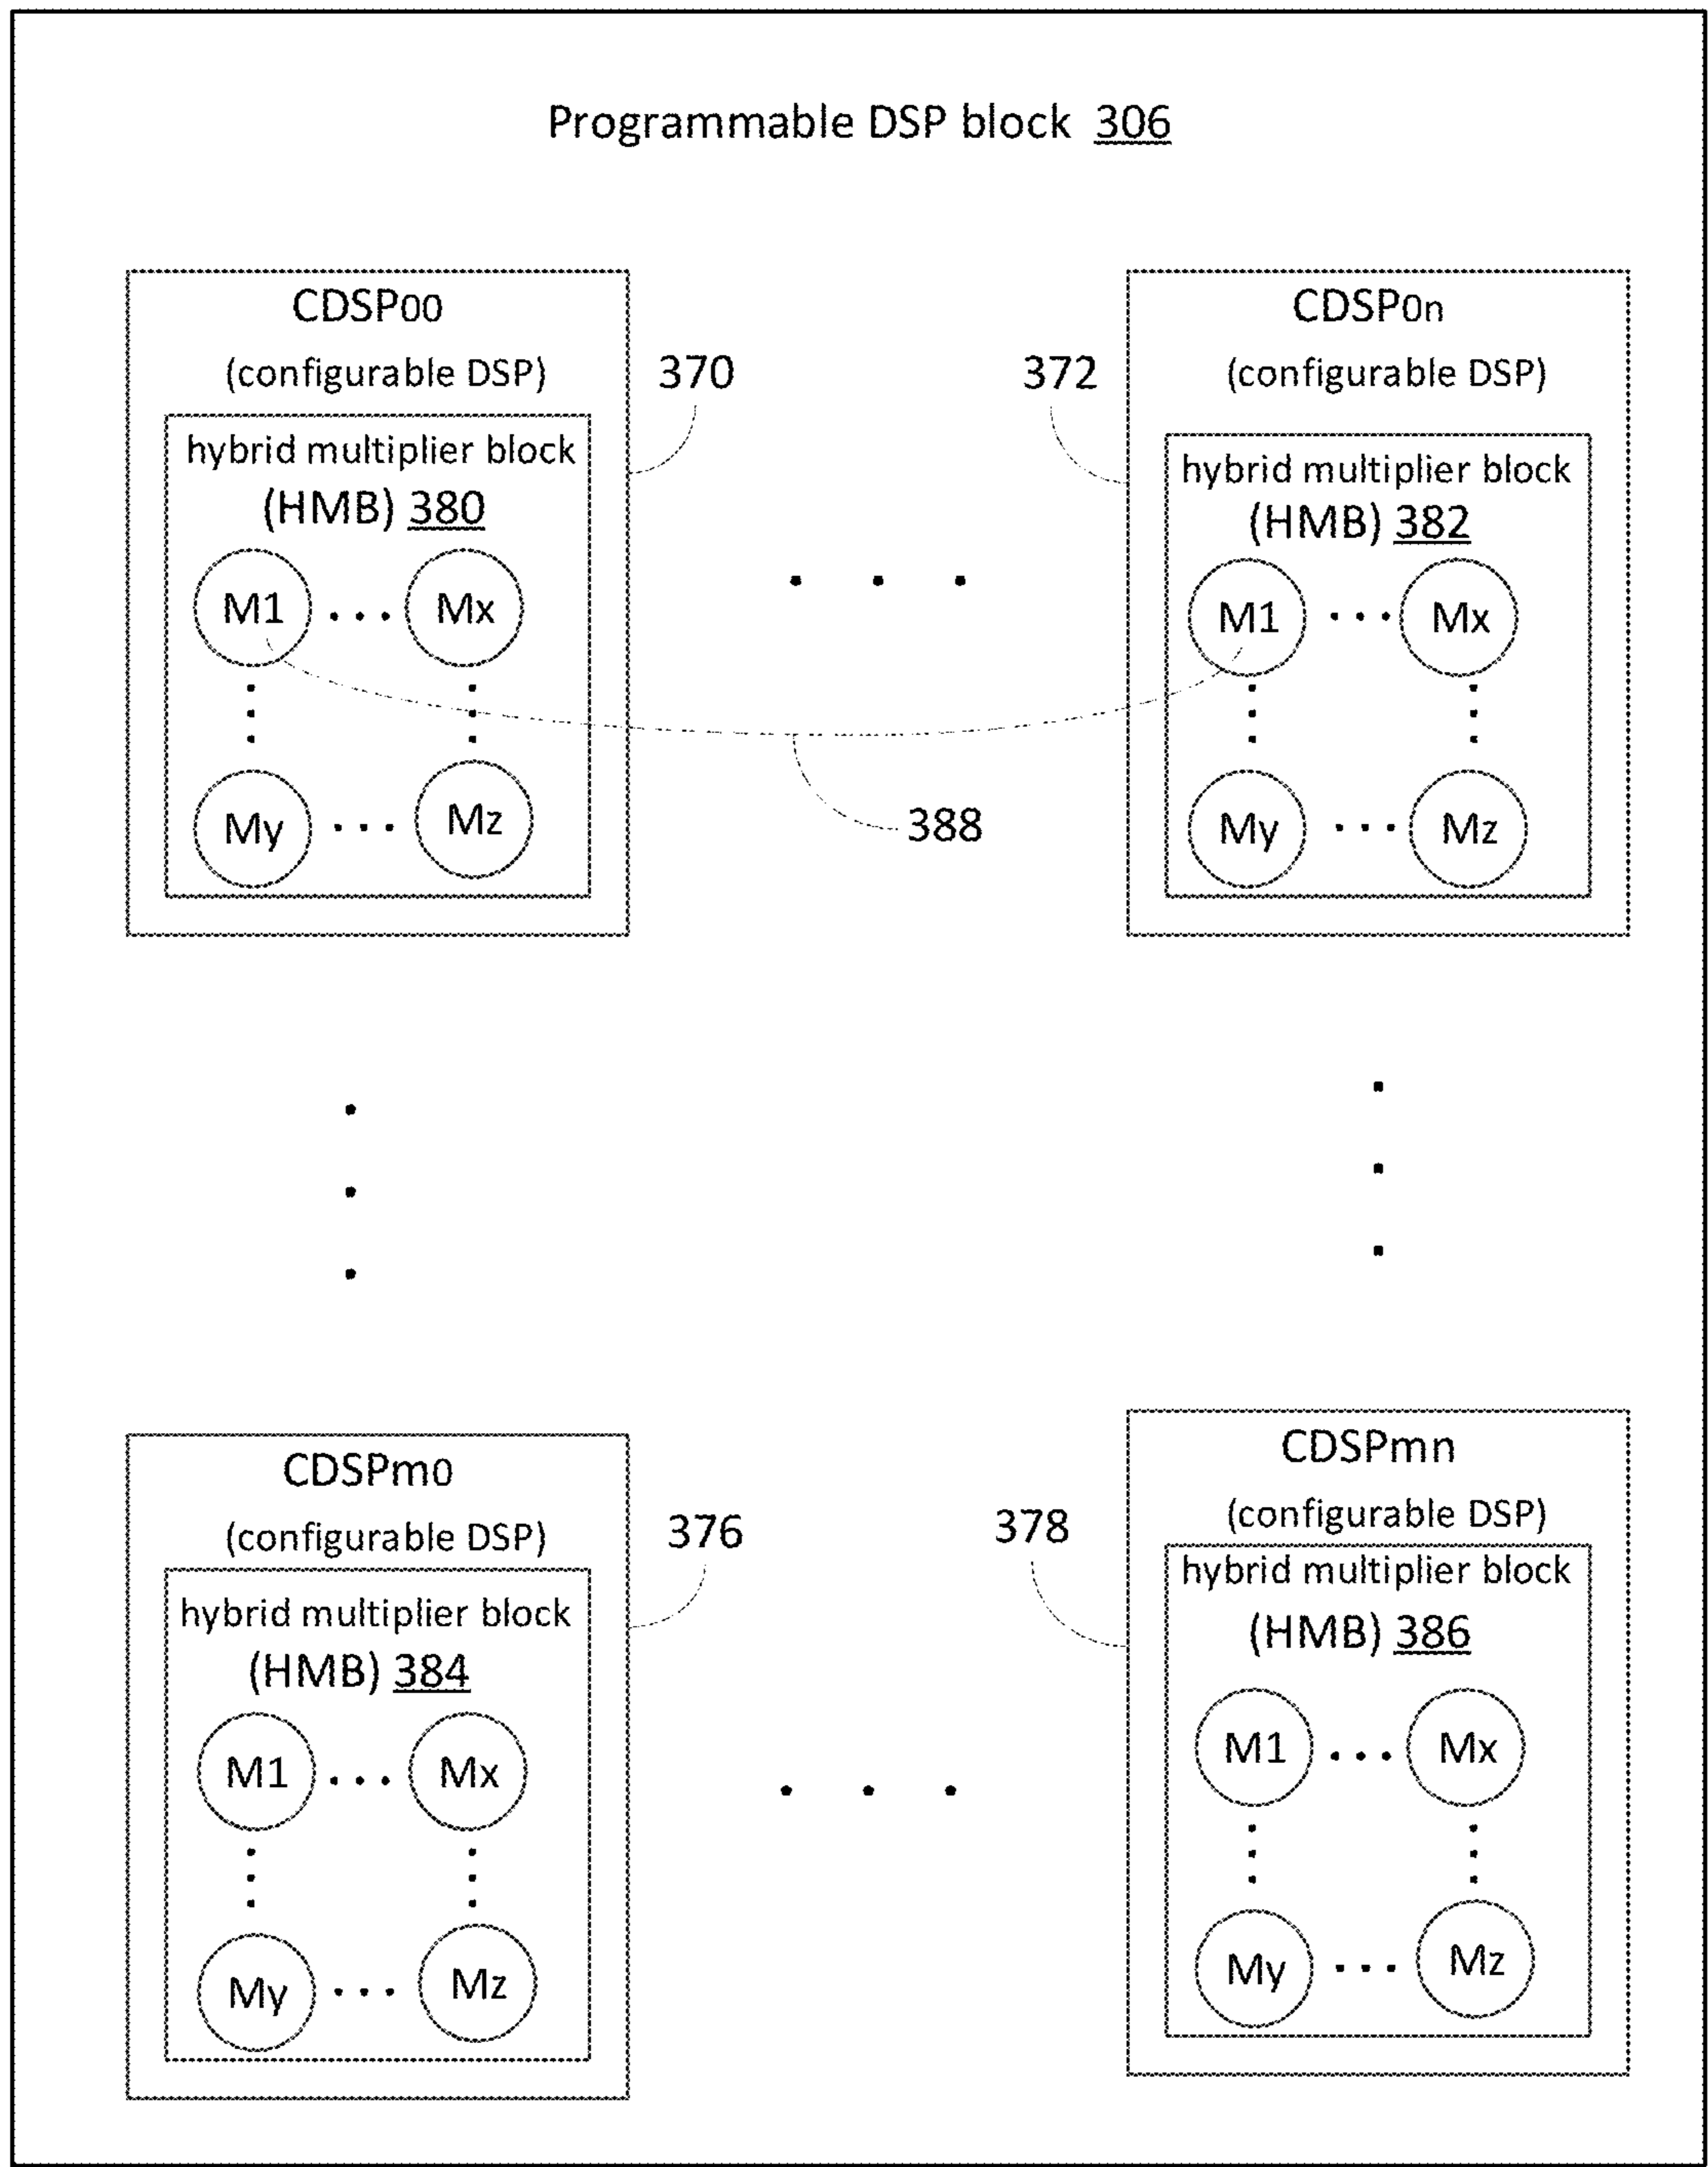 Programmable DSP block 306
CDSP00
(configurable DSP)
370
hybrid multiplier block
(HMB) 380
M1 ... Mx
My ... Mz
372
CDSP0n
(configurable DSP)
hybrid multiplier block
(HMB) 382
M1 ... Mx
My ... Mz
388
CDSPm0
(configurable DSP)
376
hybrid multiplier block
(HMB) 384
M1 ... Mx
My ... Mz
378
CDSPmn
(configurable DSP)
hybrid multiplier block
(HMB) 386
M1 ... Mx
My ... Mz